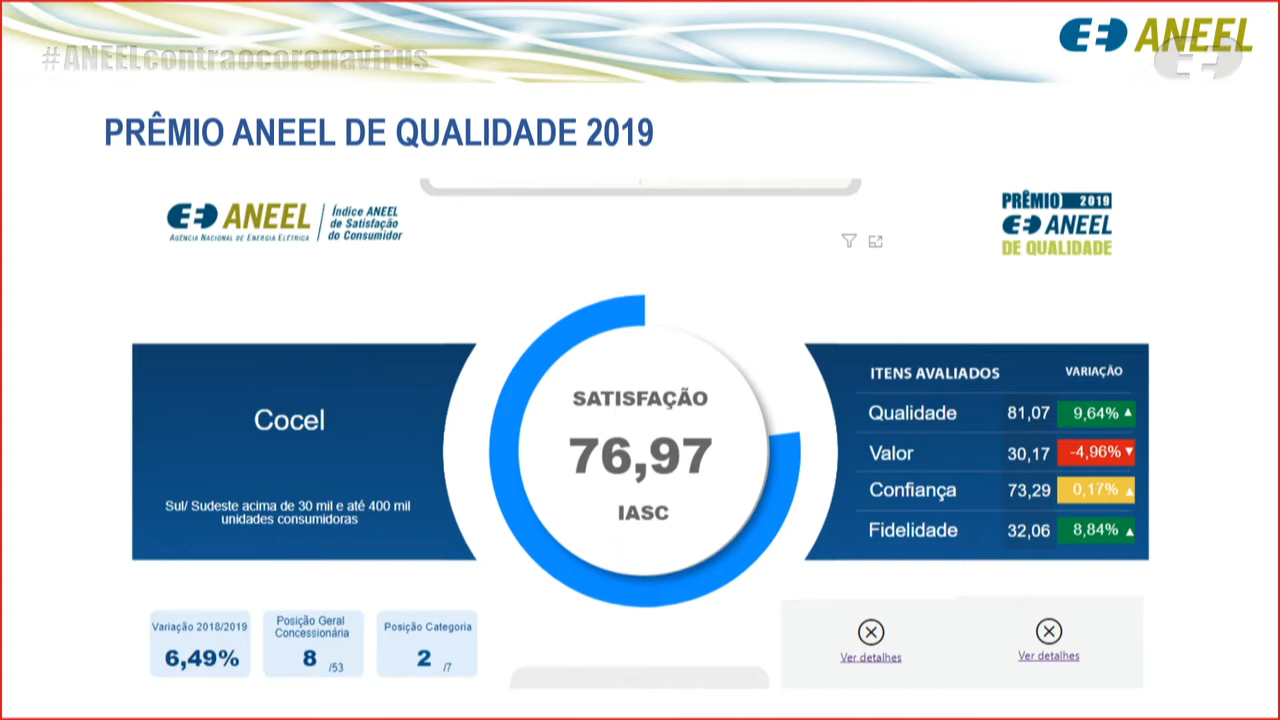 #ANEELcontraocoronavirus
ANEEL
PRÊMIO ANEEL DE QUALIDADE 2019
ANEEL
AGÊNCIA NACIONAL DE ENERGIA ELÉTRICA
Índice ANEEL
de Satisfação
do Consumidor
PRÊMIO 2019
ANEEL
DE QUALIDADE
Cocel
Sul/ Sudeste acima de 30 mil e até 400 mil
unidades consumidoras
SATISFAÇÃO
76,97
IASC
ITENS AVALIADOS VARIAÇÃO
Qualidade 81,07 9,64% ▲
Valor 30,17 -4,96% ▼
Confiança 73,29 0,17% ▲
Fidelidade 32,06 8,84% ▲
Variação 2018/2019
6,49%
Posição Geral
Concessionária
8 /53
Posição Categoria
2 /7
Ver detalhes
Ver detalhes